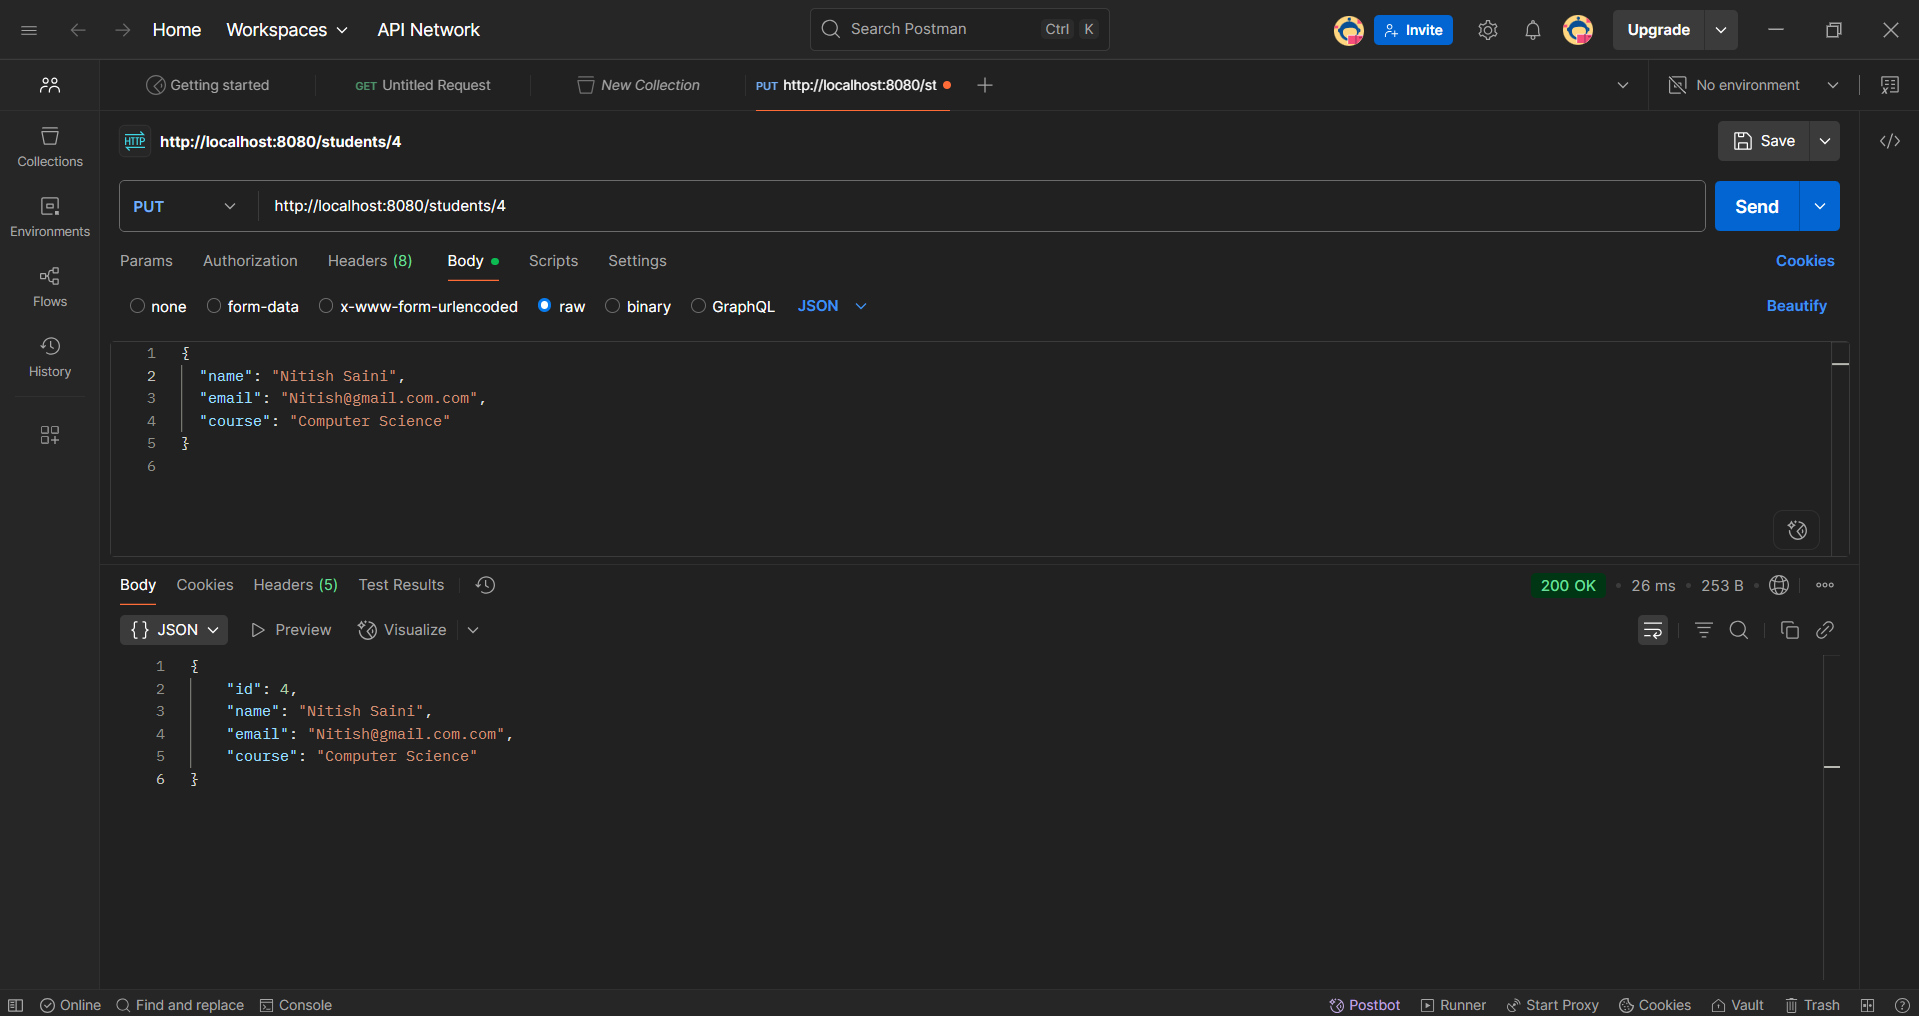 Home Workspaces API Network Search Postman Ctrl K Invite Upgrade
Getting started GET Untitled Request New Collection PUT http://localhost:8080/st No environment
HTTP http://localhost:8080/students/4 Save
Collections
PUT http://localhost:8080/students/4 Send
Environments
Params Authorization Headers (8) Body Scripts Settings Cookies
Flows
none form-data x-www-form-urlencoded raw binary GraphQL JSON Beautify
History
1 {
2 "name": "Nitish Saini",
3 "email": "Nitish@gmail.com.com",
4 "course": "Computer Science"
5 }
6
Body Cookies Headers (5) Test Results 200 OK 26 ms 253 B
{} JSON Preview Visualize
1 {
2 "id": 4,
3 "name": "Nitish Saini",
4 "email": "Nitish@gmail.com.com",
5 "course": "Computer Science"
6 }
Online Find and replace Console Postbot Runner Start Proxy Cookies Vault Trash